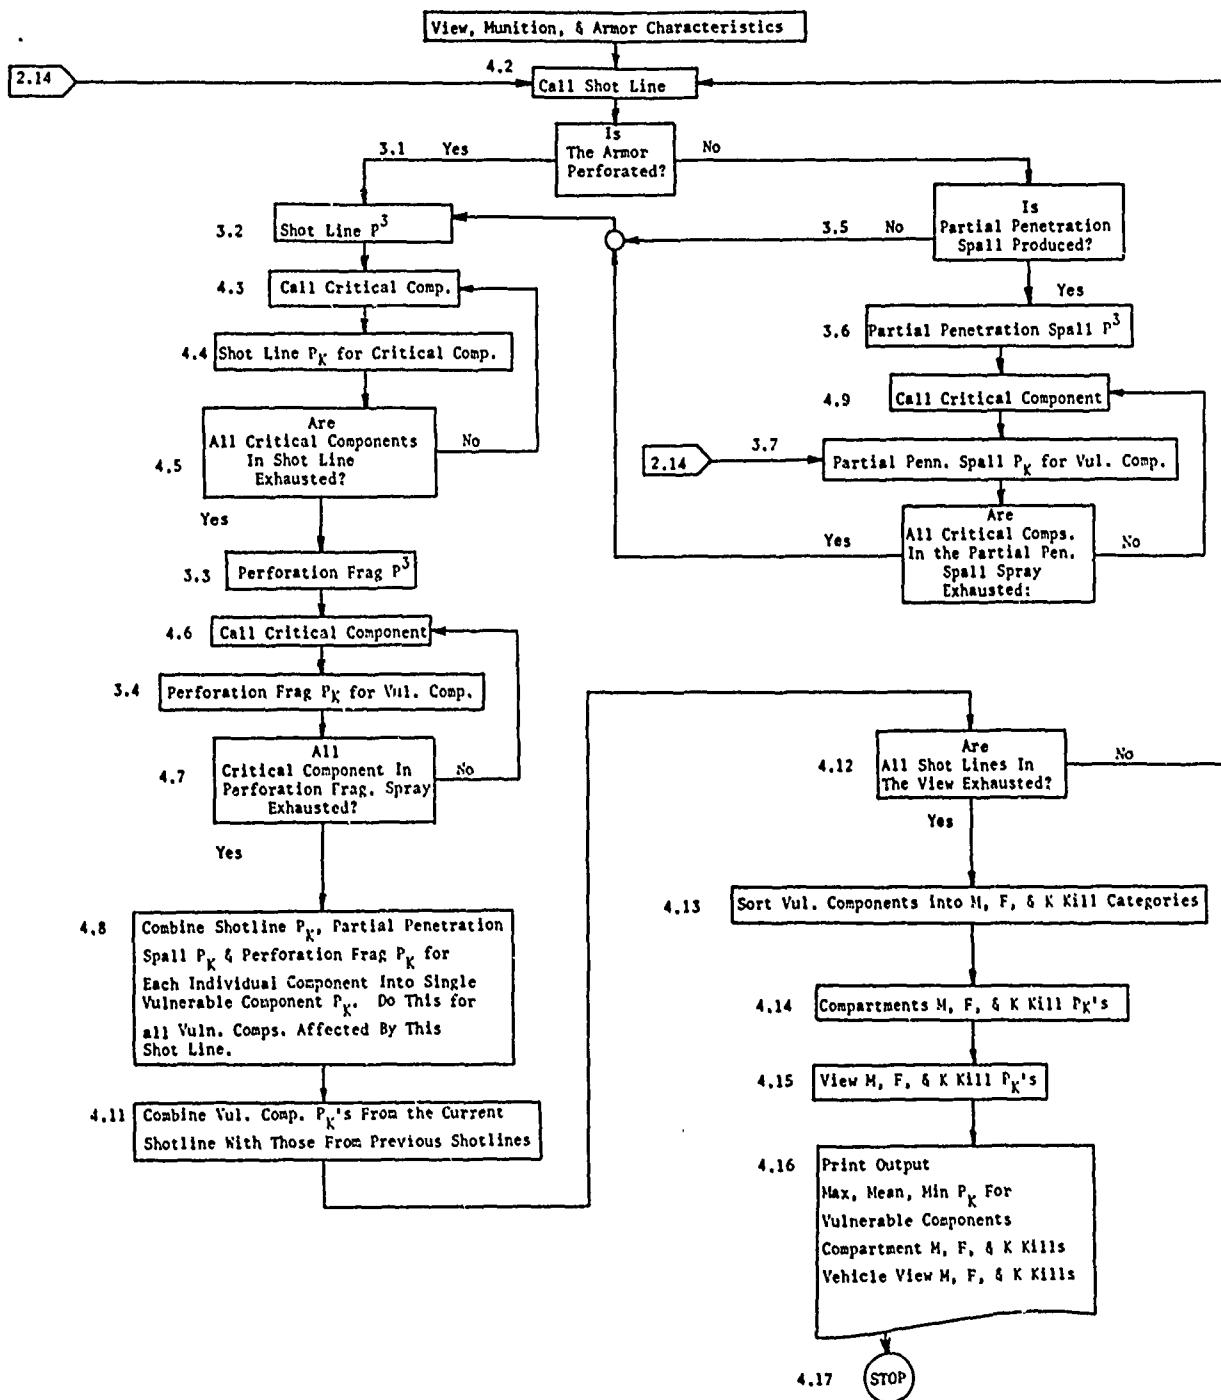 View, Munition, & Armor Characteristics
2.14
4.2
Call Shot Line
Is
The Armor
Perforated?
3.1
Yes
No
Is
Partial Penetration
Spall Produced?
3.5
No
Yes
3.2
Shot Line P3
4.3
Call Critical Comp.
4.4
Shot Line PK for Critical Comp.
4.5
Are
All Critical Components
In Shot Line
Exhausted?
No
Yes
3.6
Partial Penetration Spall P3
4.9
Call Critical Component
2.14
3.7
Partial Penn. Spall PK for Vul. Comp.
Are
All Critical Comps.
In the Partial Pen.
Spall Spray
Exhausted:
Yes
No
3.3
Perforation Frag P3
4.6
Call Critical Component
3.4
Perforation Frag PK for Vul. Comp.
4.7
All
Critical Component In
Perforation Frag. Spray
Exhausted?
No
Yes
4.8
Combine Shotline PK, Partial Penetration
Spall PK & Perforation Frag PK for
Each Individual Component Into Single
Vulnerable Component PK. Do This for
all Vuln. Comps. Affected By This
Shot Line.
4.11
Combine Vul. Comp. PK's From the Current
Shotline With Those From Previous Shotlines
4.12
Are
All Shot Lines In
The View Exhausted?
No
Yes
4.13
Sort Vul. Components Into M, F, & K Kill Categories
4.14
Compartments M, F, & K Kill PK's
4.15
View M, F, & K Kill PK's
4.16
Print Output
Max, Mean, Min PK For
Vulnerable Components
Compartment M, F, & K Kills
Vehicle View M, F, & K Kills
4.17
STOP